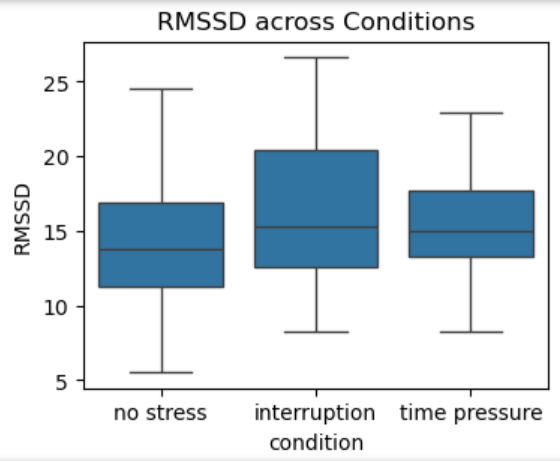 RMSSD across Conditions
RMSSD
25
20
15
10
5
no stress interruption time pressure
condition